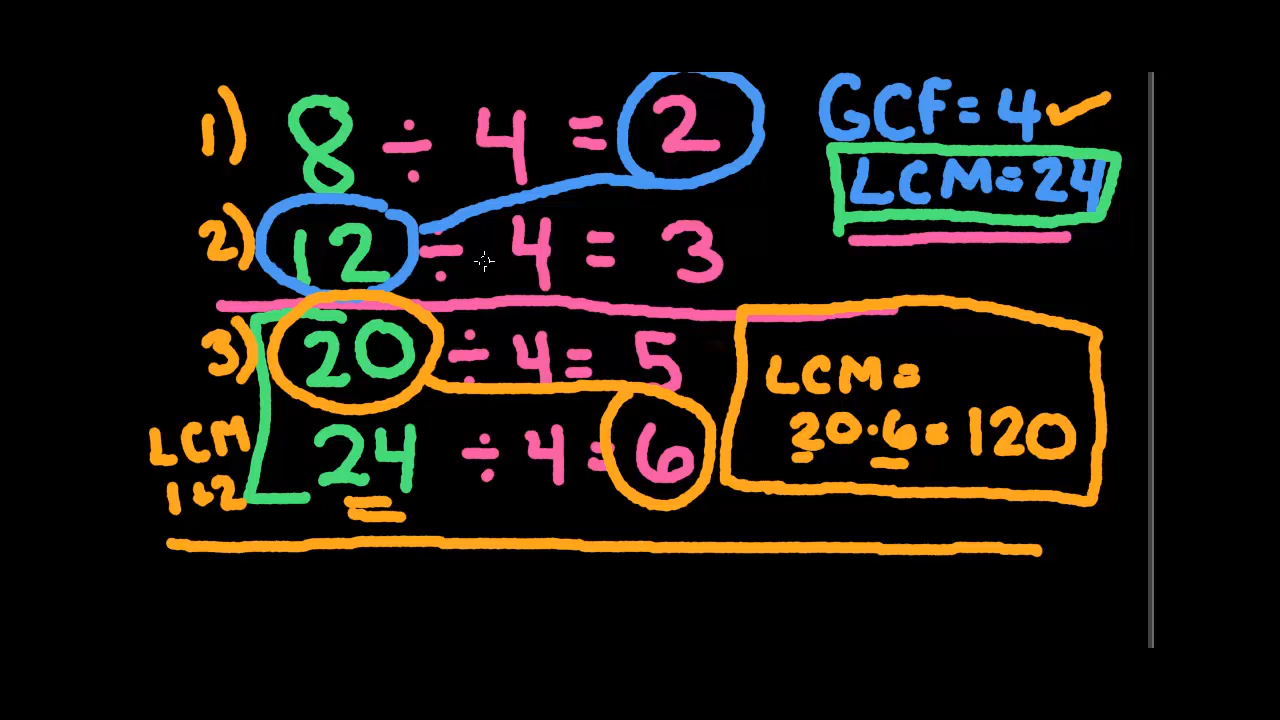 1) 8 ÷ 4 = 2
GCF = 4 ✓
LCM = 24
2) 12 ÷ 4 = 3
3) 20 ÷ 4 = 5
24 ÷ 4 = 6
LCM
1+2
LCM =
20·6 = 120